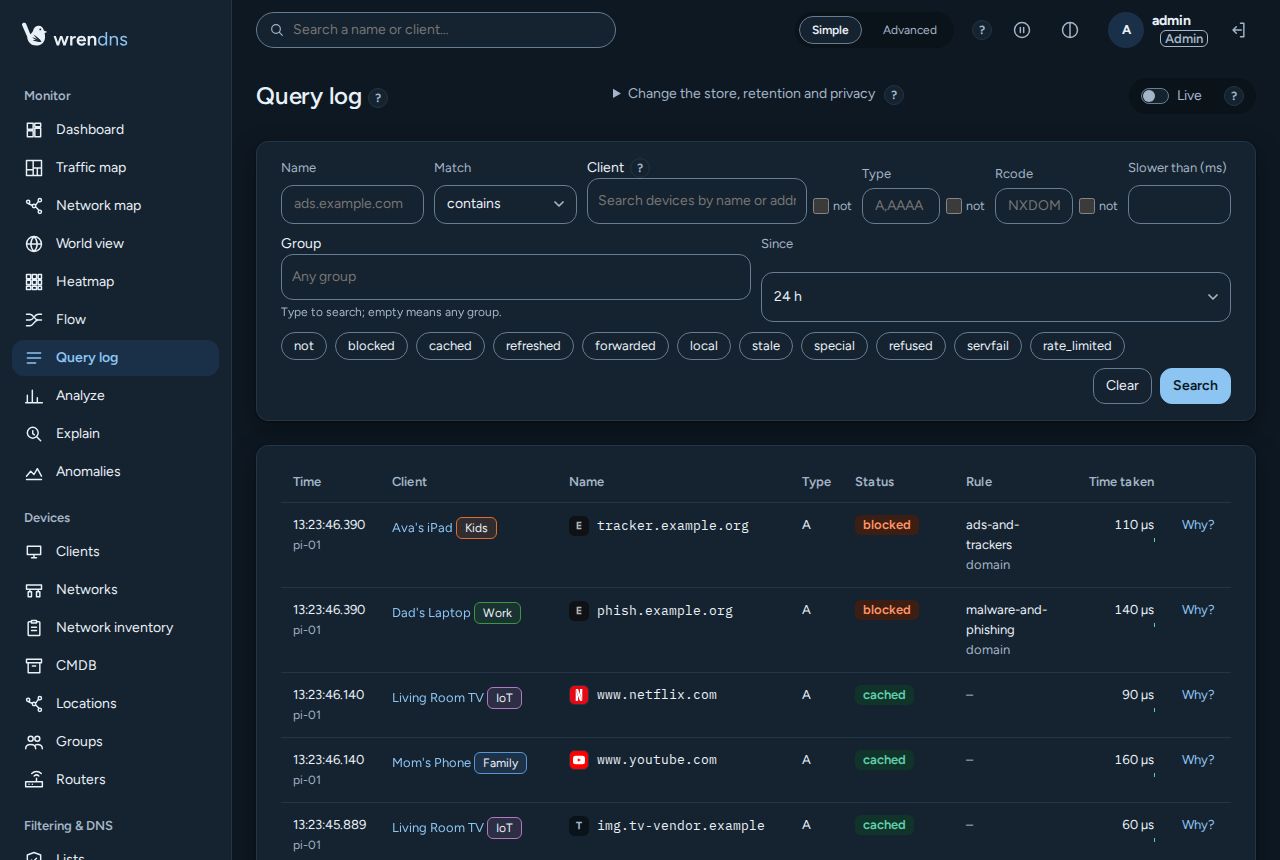 wrendns
Search a name or client...
Simple
Advanced
?
A
admin
Admin
Monitor
Dashboard
Traffic map
Network map
World view
Heatmap
Flow
Query log
Analyze
Explain
Anomalies
Devices
Clients
Networks
Network inventory
CMDB
Locations
Groups
Routers
Filtering & DNS
Lists
Query log ?
Change the store, retention and privacy ?
Live ?
Name
Match
Client ?
Type
Rcode
Slower than (ms)
ads.example.com
contains
Search devices by name or addr
not
A,AAAA
not
NXDOM
not
Group
Since
Any group
24 h
Type to search; empty means any group.
not blocked cached refreshed forwarded local stale special refused servfail rate_limited
Clear Search
Time Client Name Type Status Rule Time taken
13:23:46.390 Ava's iPad Kids E tracker.example.org A blocked ads-and- 110 µs Why?
pi-01 trackers
domain
13:23:46.390 Dad's Laptop Work E phish.example.org A blocked malware-and- 140 µs Why?
pi-01 phishing
domain
13:23:46.140 Living Room TV IoT N www.netflix.com A cached – 90 µs Why?
pi-01
13:23:46.140 Mom's Phone Family www.youtube.com A cached – 160 µs Why?
pi-01
13:23:45.889 Living Room TV IoT T img.tv-vendor.example A cached – 60 µs Why?
pi-01